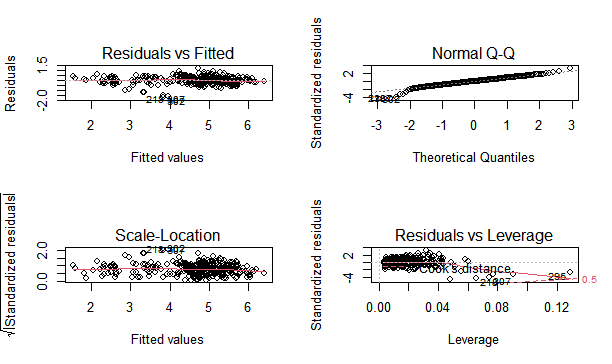 Residuals vs Fitted
Residuals
1.5
-2.0
2 3 4 5 6
Fitted values
Normal Q-Q
Standardized residuals
2
-4
-3 -2 -1 0 1 2 3
Theoretical Quantiles
Scale-Location
√|Standardized residuals|
2.0
0.0
2 3 4 5 6
Fitted values
Residuals vs Leverage
Standardized residuals
2
-4
Cook's distance
295
0.5
0.00 0.04 0.08 0.12
Leverage